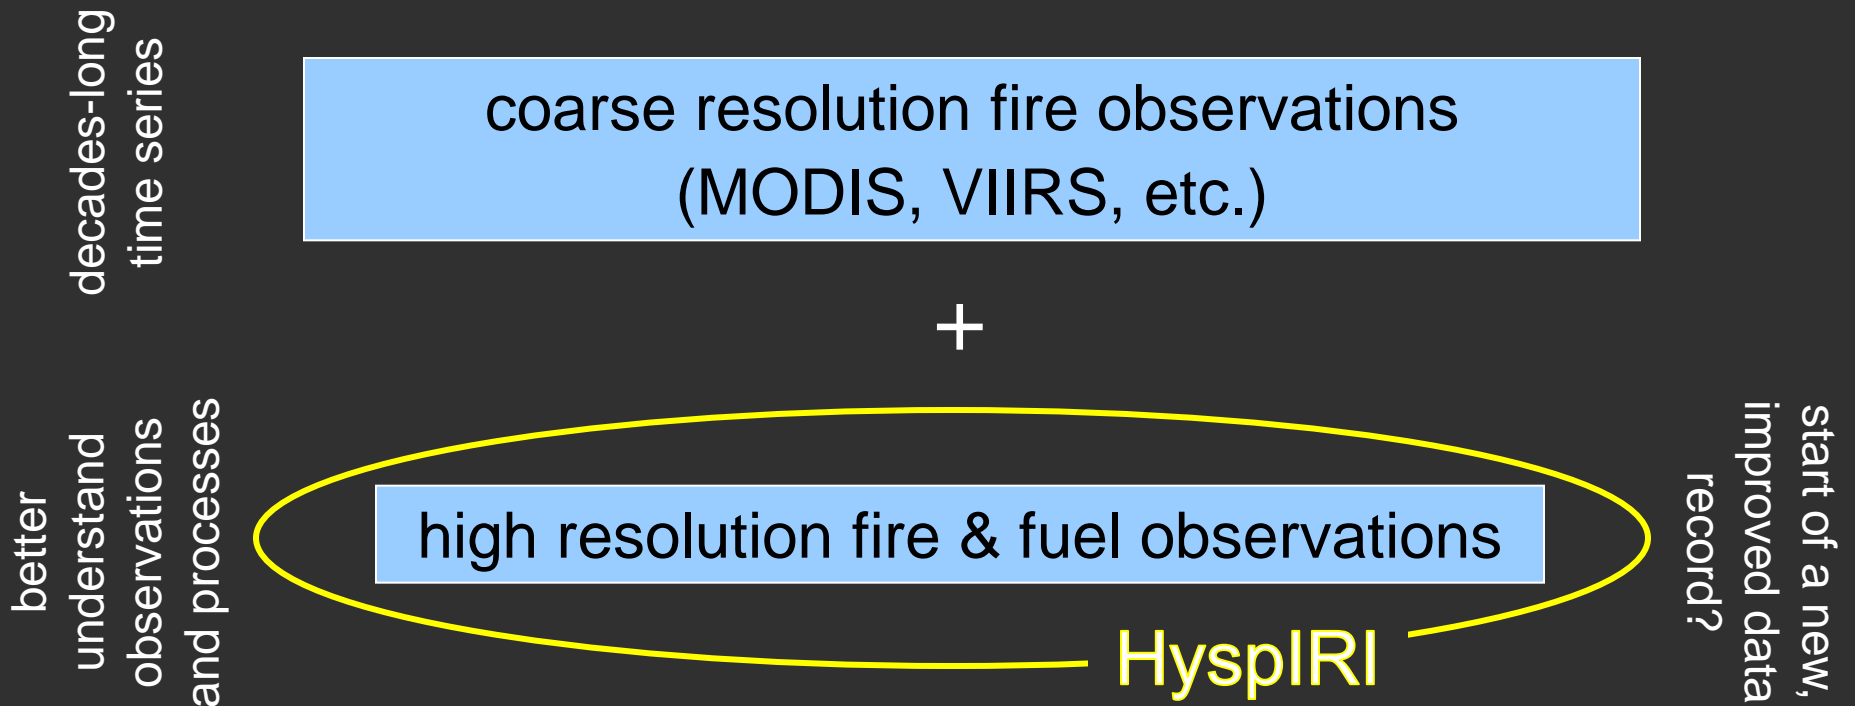 decades-long
time series
coarse resolution fire observations
(MODIS, VIIRS, etc.)
+
better
understand
observations
and processes
high resolution fire & fuel observations
HyspIRI
start of a new,
improved data
record?